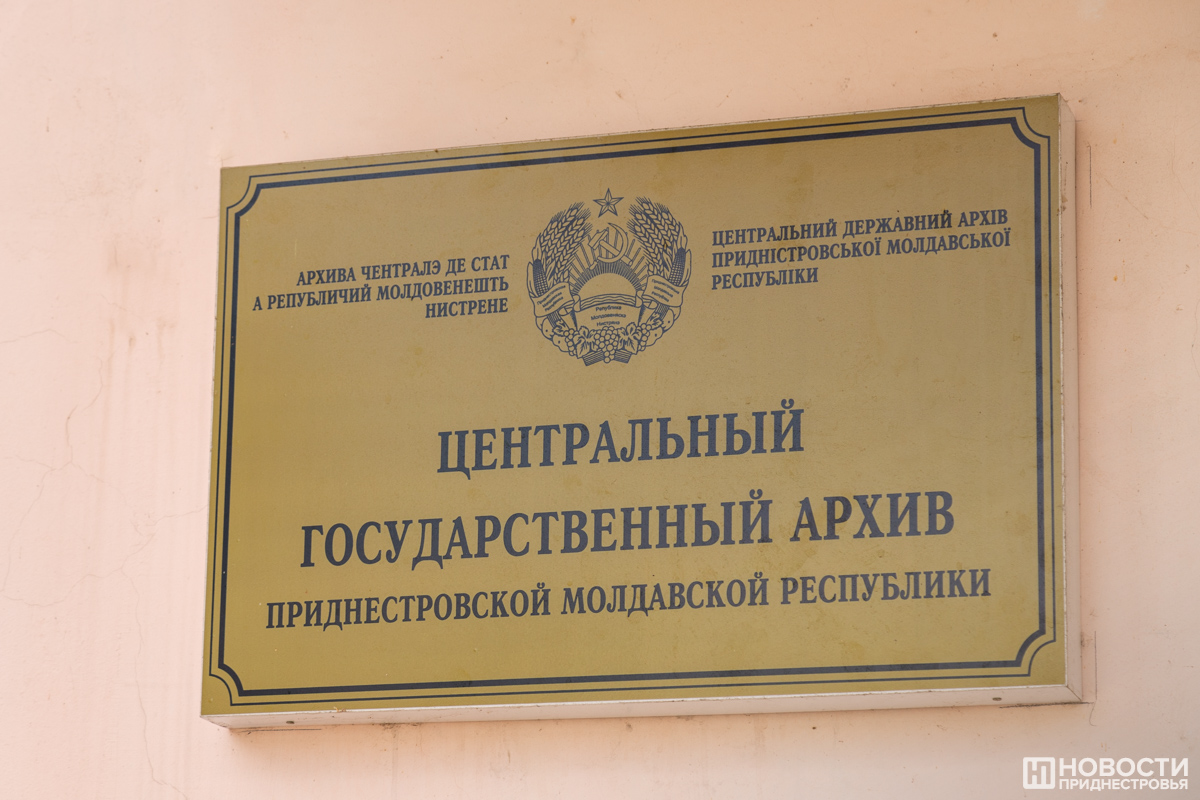 АРХИВА ЧЕНТРАЛЭ ДЕ СТАТ
А РЕПУБЛИЧИЙ МОЛДОВЕНЕШТЬ
НИСТРЕНЕ
ЦЕНТРАЛЬНИЙ ДЕРЖАВНИЙ АРХІВ
ПРИДНІСТРОВСЬКОЇ МОЛДАВСЬКОЇ
РЕСПУБЛІКИ
ЦЕНТРАЛЬНЫЙ
ГОСУДАРСТВЕННЫЙ АРХИВ
ПРИДНЕСТРОВСКОЙ МОЛДАВСКОЙ РЕСПУБЛИКИ
НОВОСТИ
ПРИДНЕСТРОВЬЯ